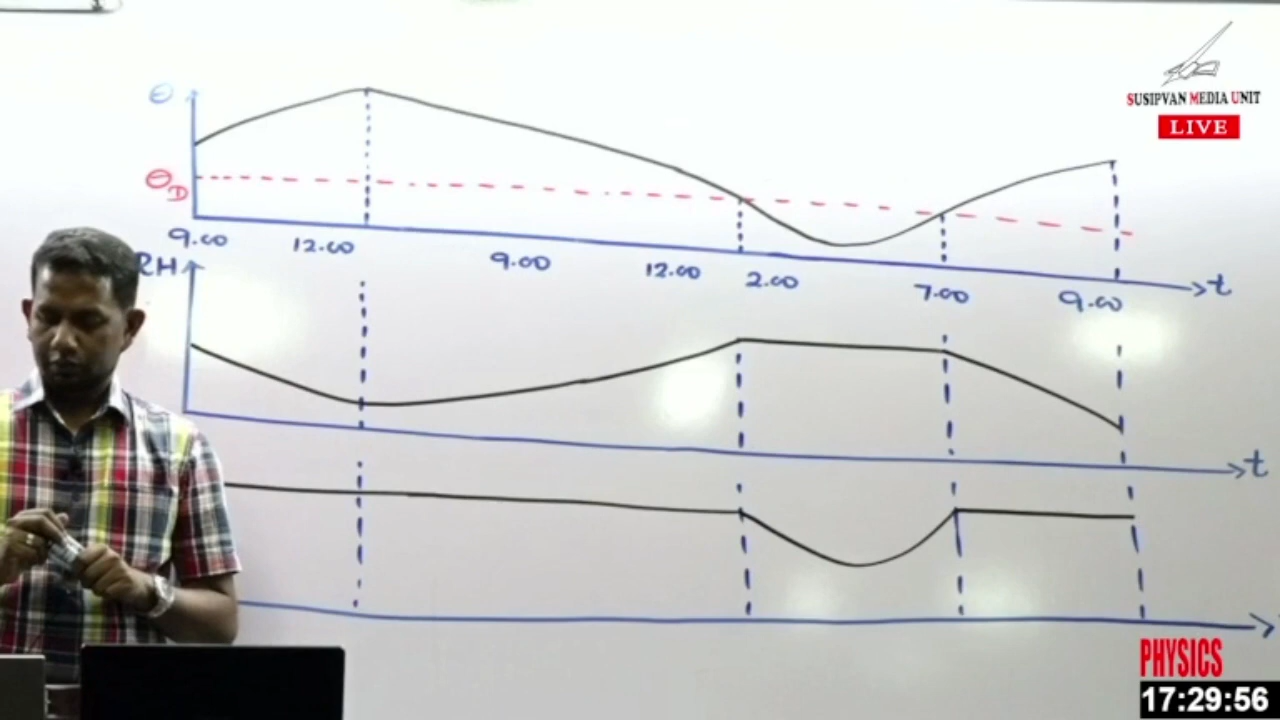 SUSIPVAN MEDIA UNIT
LIVE
θ
θD
9.00 12.00 9.00 12.00 2.00 7.00 9.00 t
RH
t
PHYSICS
17:29:56